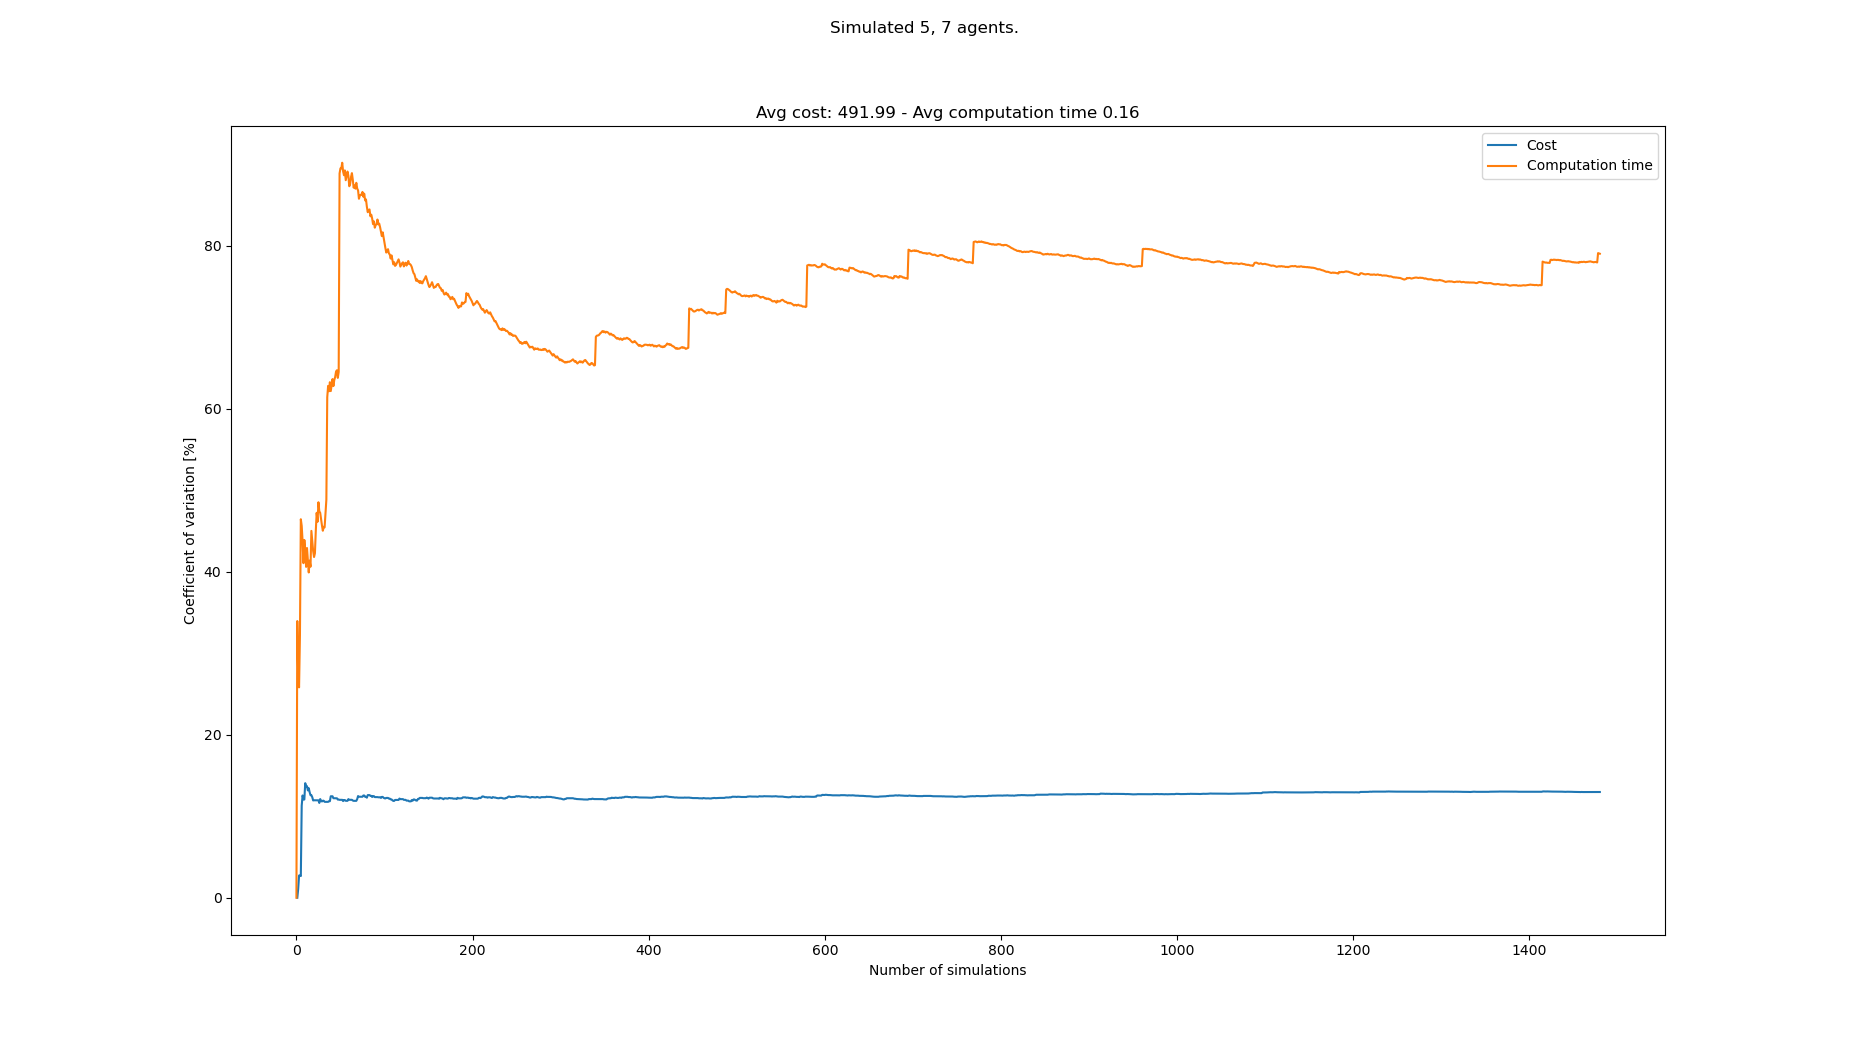 Simulated 5, 7 agents.
Avg cost: 491.99 - Avg computation time 0.16
Cost
Computation time
Coefficient of variation [%]
80
60
40
20
0
0 200 400 600 800 1000 1200 1400
Number of simulations